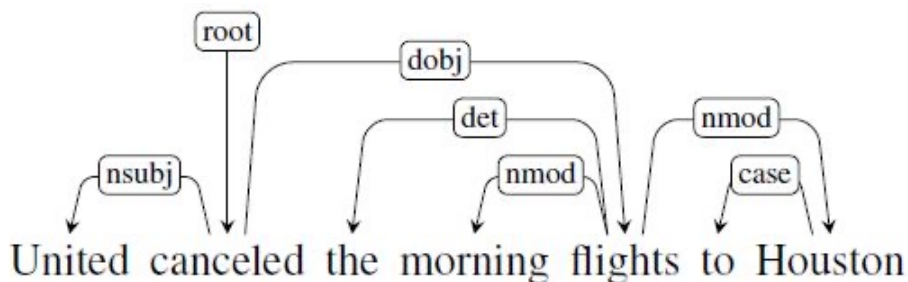 root
dobj
det
nmod
nsubj
nmod
case
United canceled the morning flights to Houston